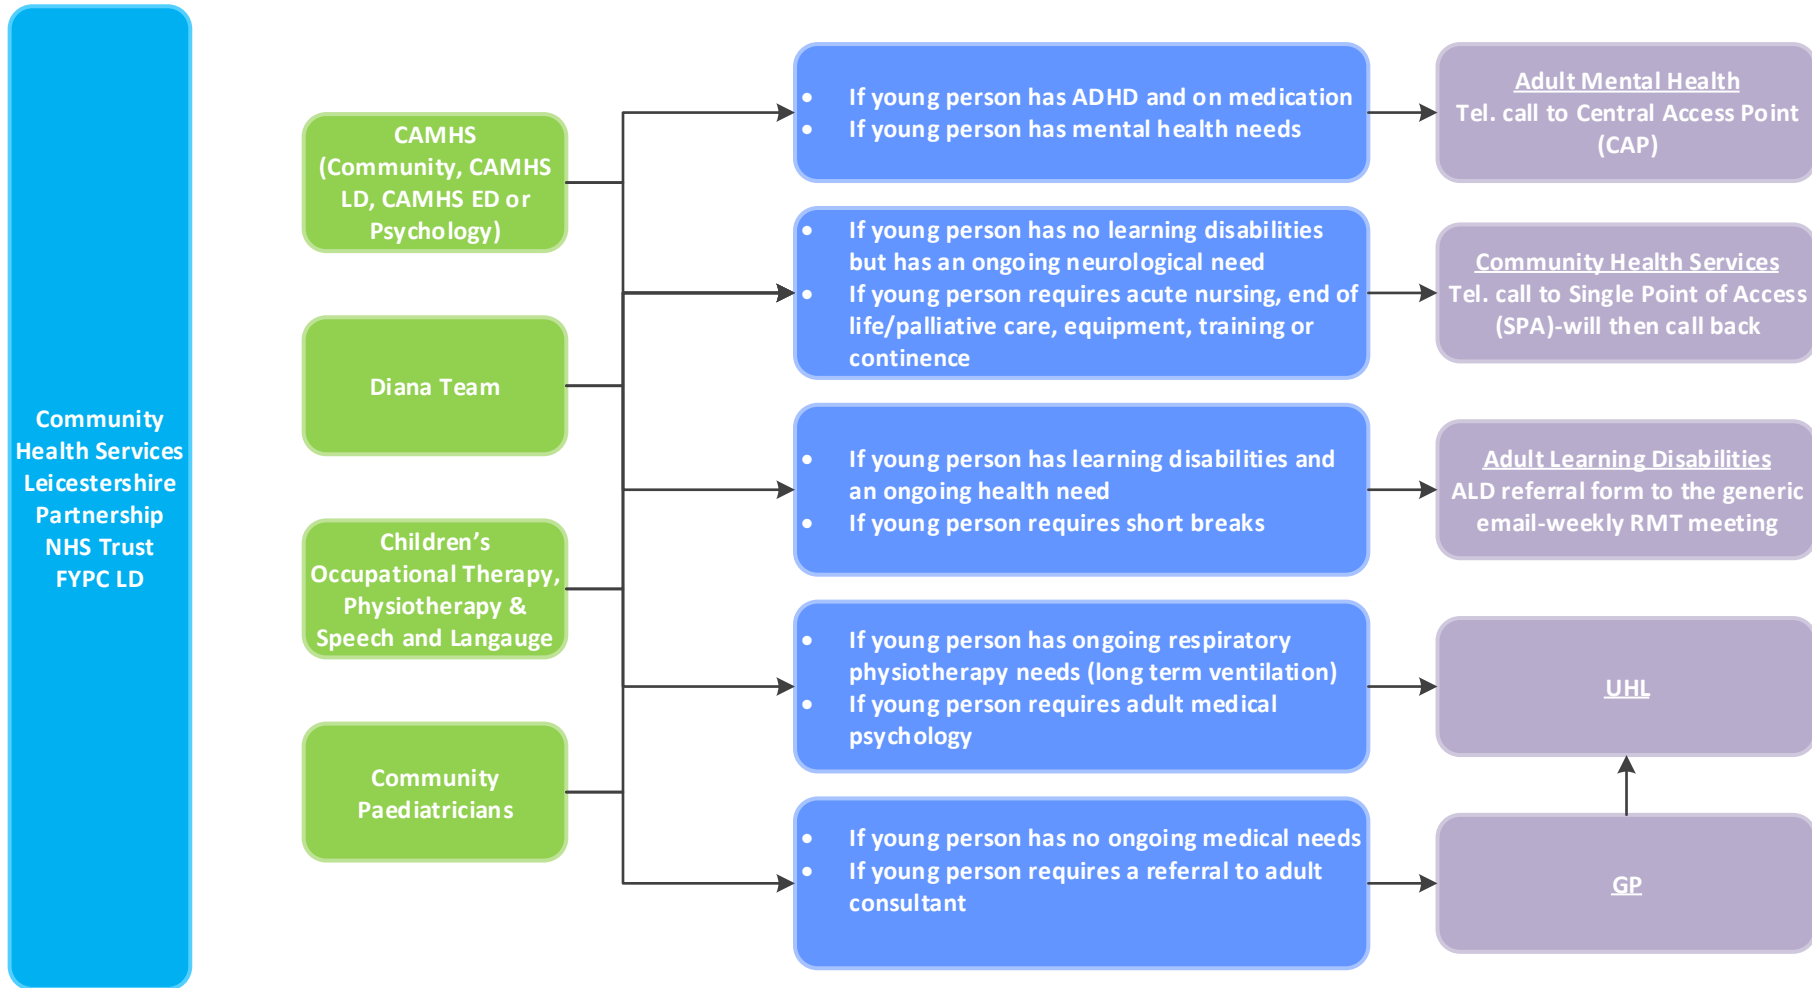 Community
Health Services
Leicestershire
Partnership
NHS Trust
FYPC LD
CAMHS
(Community, CAMHS
LD, CAMHS ED or
Psychology)
Diana Team
Children’s
Occupational Therapy,
Physiotherapy &
Speech and Langauge
Community
Paediatricians
• If young person has ADHD and on medication
• If young person has mental health needs
• If young person has no learning disabilities
but has an ongoing neurological need
• If young person requires acute nursing, end of
life/palliative care, equipment, training or
continence
• If young person has learning disabilities and
an ongoing health need
• If young person requires short breaks
• If young person has ongoing respiratory
physiotherapy needs (long term ventilation)
• If young person requires adult medical
psychology
• If young person has no ongoing medical needs
• If young person requires a referral to adult
consultant
Adult Mental Health
Tel. call to Central Access Point
(CAP)
Community Health Services
Tel. call to Single Point of Access
(SPA)-will then call back
Adult Learning Disabilities
ALD referral form to the generic
email-weekly RMT meeting
UHL
GP